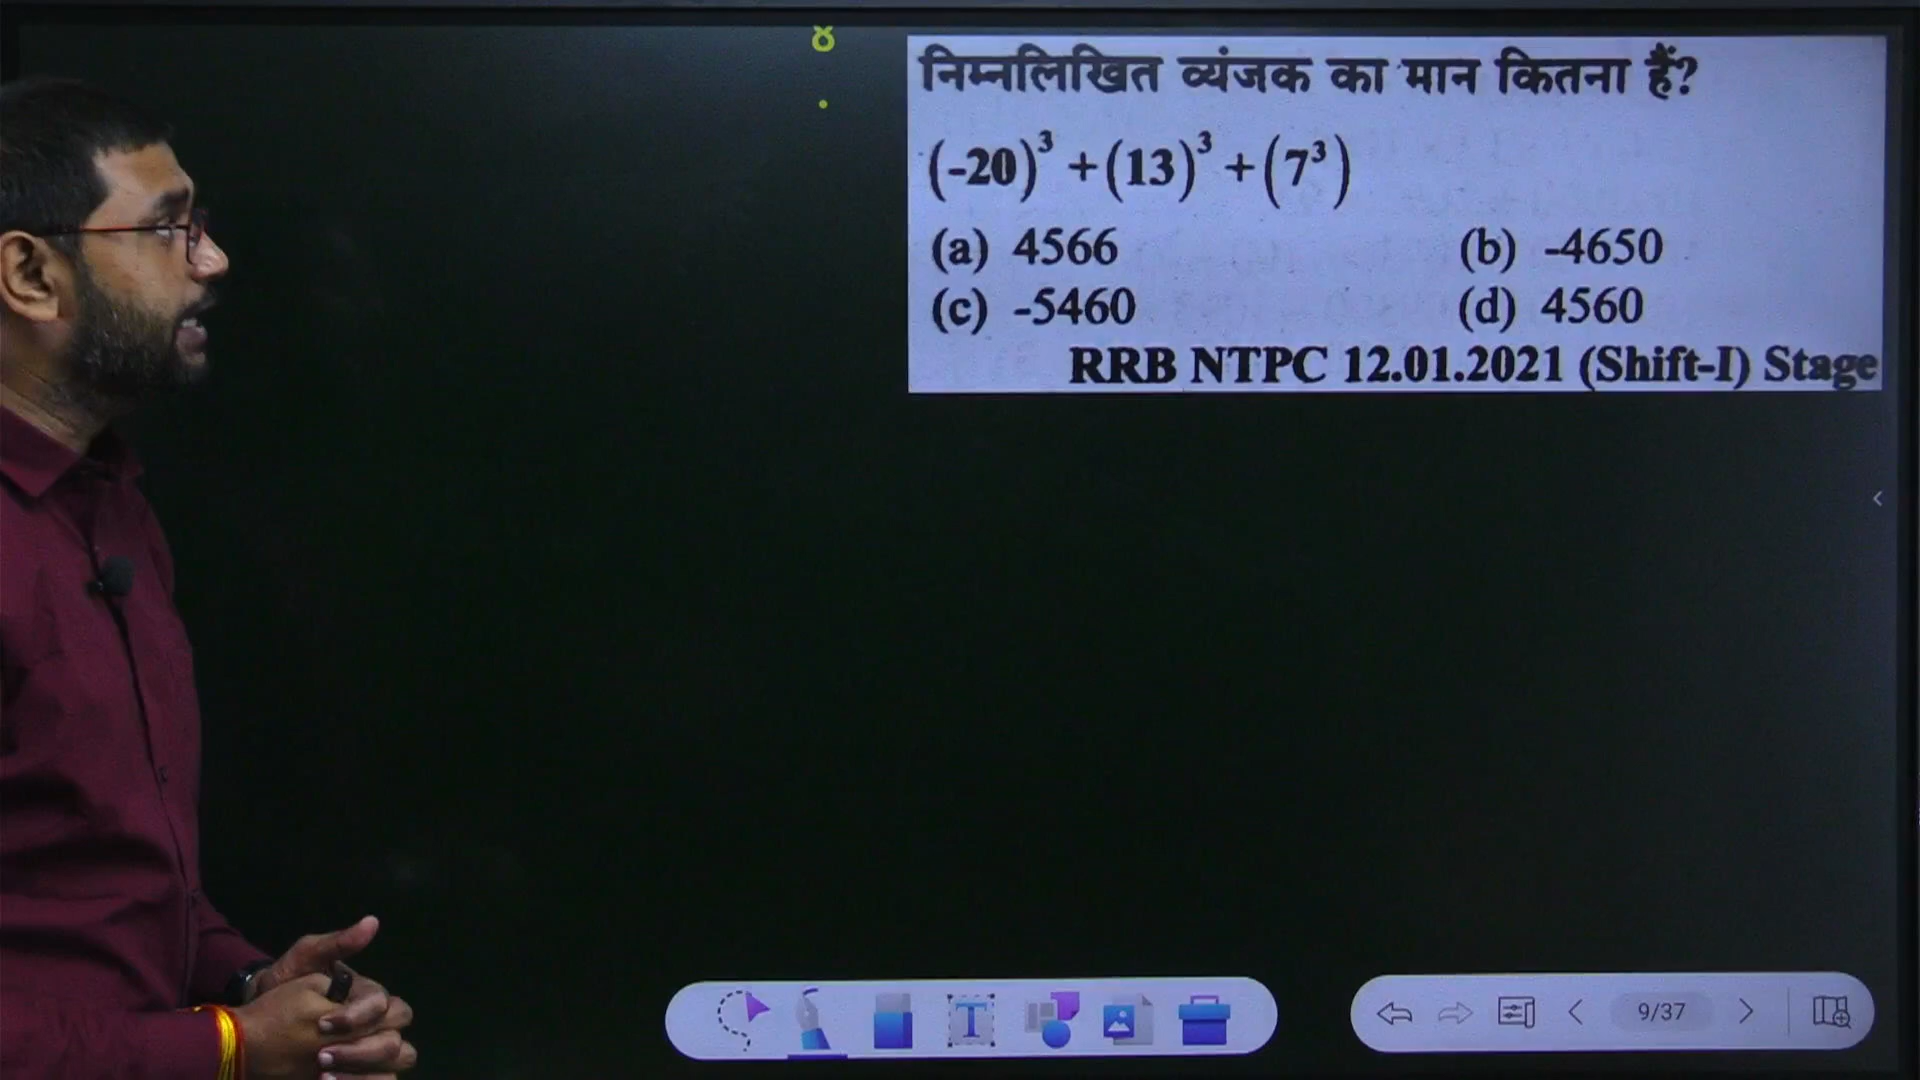 निम्नलिखित व्यंजक का मान कितना हैं?
(-20)³ + (13)³ + (7³)
(a) 4566 (b) -4650
(c) -5460 (d) 4560
RRB NTPC 12.01.2021 (Shift-I) Stage
9/37